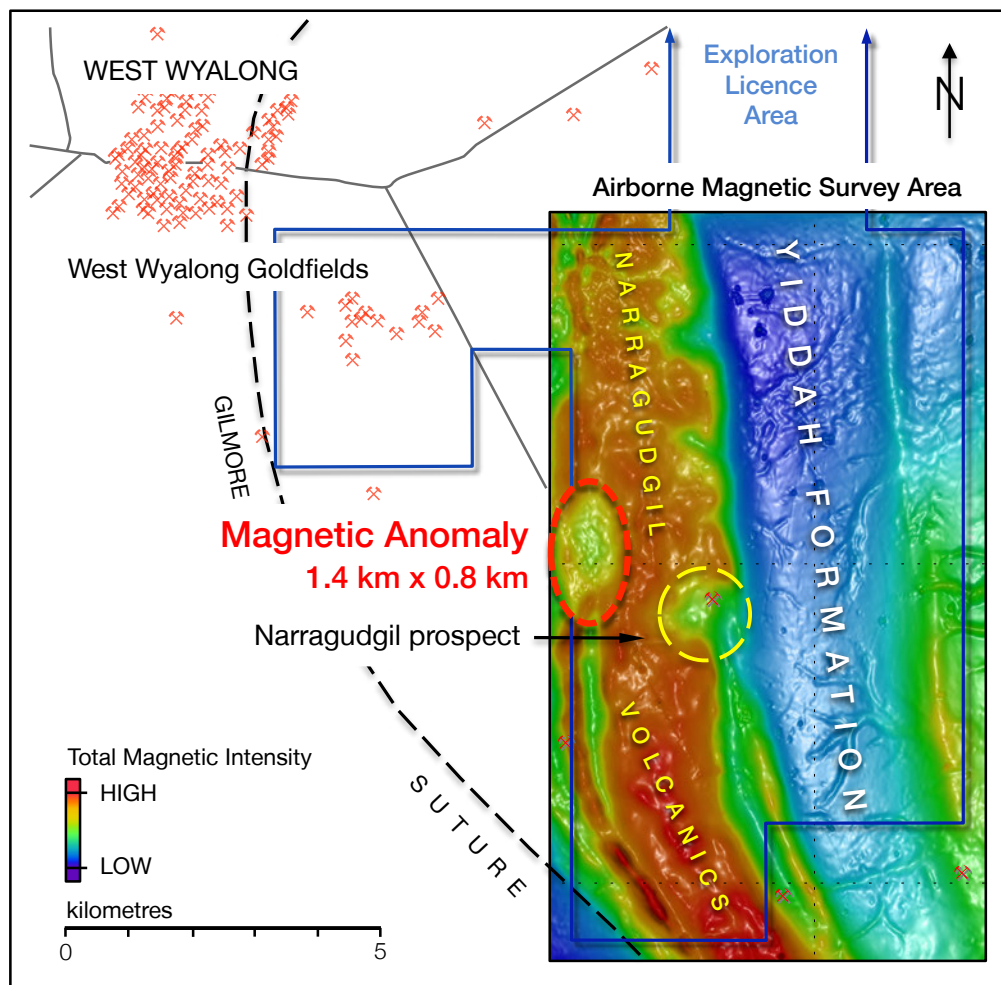 WEST WYALONG
Exploration
Licence
Area
N
Airborne Magnetic Survey Area
West Wyalong Goldfields
NARRAGUDGIL
YIDDAH FORMATION
GILMORE
Magnetic Anomaly
1.4 km x 0.8 km
Narragudgil prospect
VOLCANICS
SUTURE
Total Magnetic Intensity
HIGH
LOW
kilometres
0 5